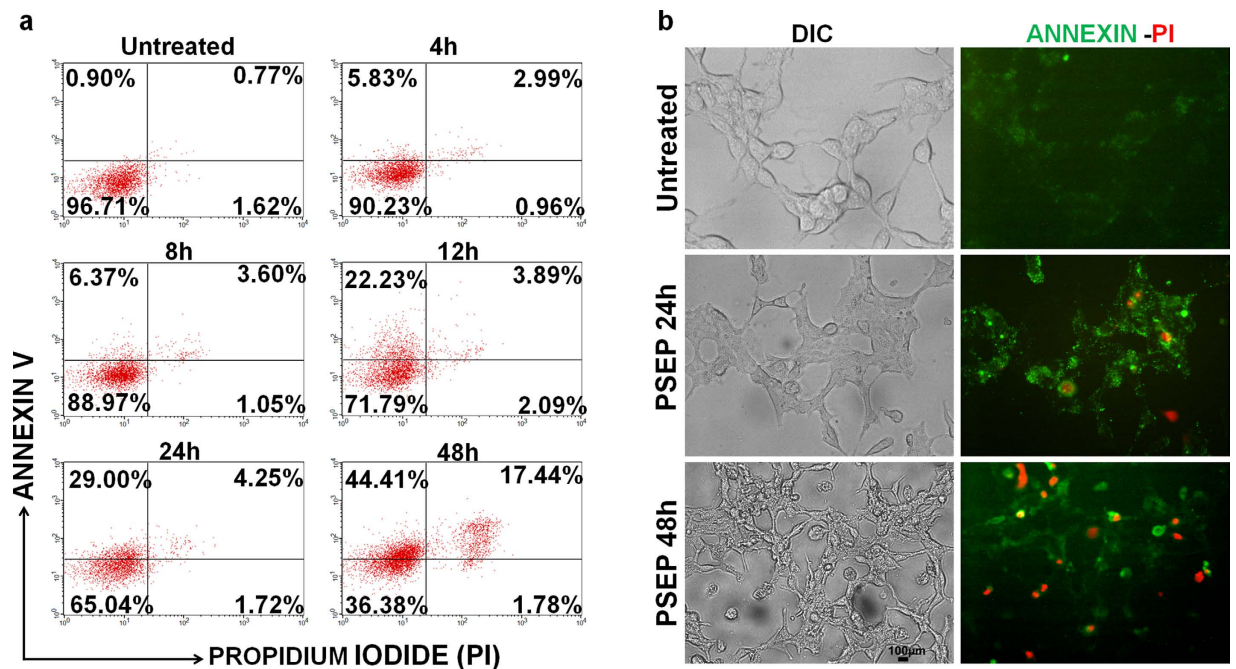 a
Untreated
4h
0.90%
0.77%
5.83%
2.99%
96.71%
1.62%
90.23%
0.96%
8h
12h
6.37%
3.60%
22.23%
3.89%
88.97%
1.05%
71.79%
2.09%
24h
48h
29.00%
4.25%
44.41%
17.44%
65.04%
1.72%
36.38%
1.78%
ANNEXIN V
PROPIDIUM IODIDE (PI)
b
DIC
ANNEXIN -PI
Untreated
PSEP 24h
PSEP 48h
100µm